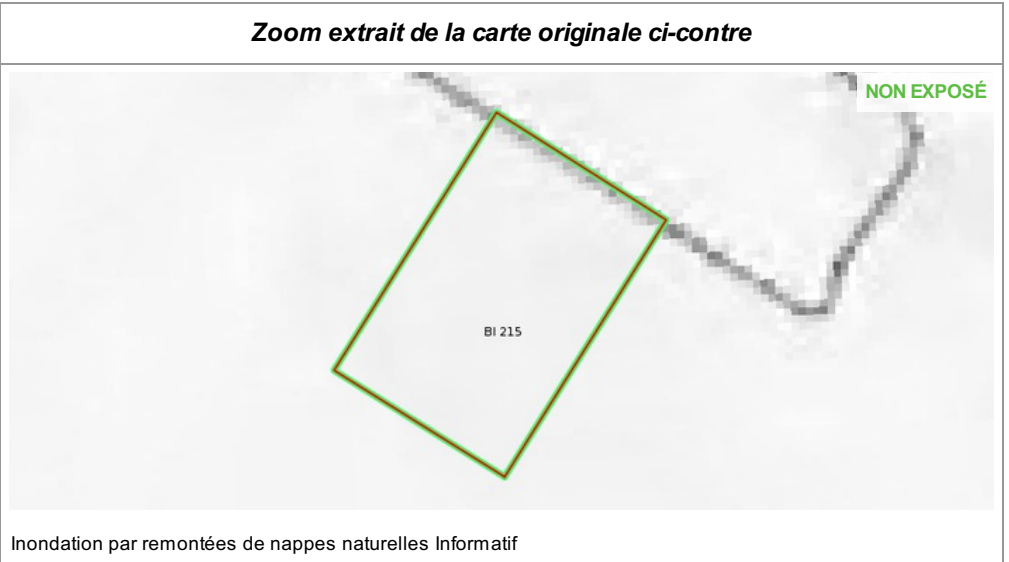 Zoom extrait de la carte originale ci-contre
NON EXPOSÉ
BI 215
Inondation par remontées de nappes naturelles Informatif